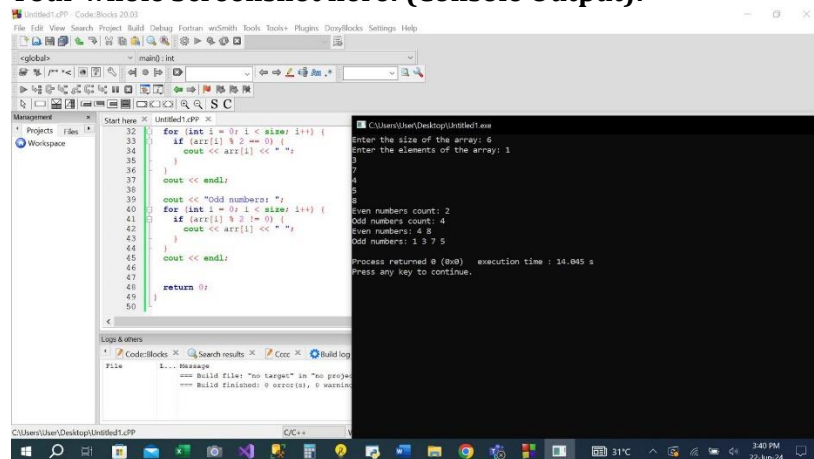 Your whole screenshot here: (Console Output):
Untitled1.cPP - Code::Blocks 20.03
File Edit View Search Project Build Debug Fortran wxSmith Tools Tools+ Plugins DoxyBlocks Settings Help
<global>
main() : int
S C
Management
Projects Files
Workspace
Start here Untitled1.cPP
32 for (int i = 0; i < size; i++) {
33 if (arr[i] % 2 == 0) {
34 cout << arr[i] << " ";
35 }
36 }
37 cout << endl;
38
39 cout << "Odd numbers: ";
40 for (int i = 0; i < size; i++) {
41 if (arr[i] % 2 != 0) {
42 cout << arr[i] << " ";
43 }
44 }
45 cout << endl;
46
47
48 return 0;
49 }
50
C:\Users\User\Desktop\Untitled1.exe
Enter the size of the array: 6
Enter the elements of the array: 1
3
7
4
5
8
Even numbers count: 2
Odd numbers count: 4
Even numbers: 4 8
Odd numbers: 1 3 7 5
Process returned 0 (0x0) execution time : 14.045 s
Press any key to continue.
Logs & others
Code::Blocks Search results Cccc Build log
File L... Message
=== Build file: "no target" in "no projec
=== Build finished: 0 error(s), 0 warnin
C:\Users\User\Desktop\Untitled1.cPP
C/C++
31°C
3:40 PM
22-Jun-24